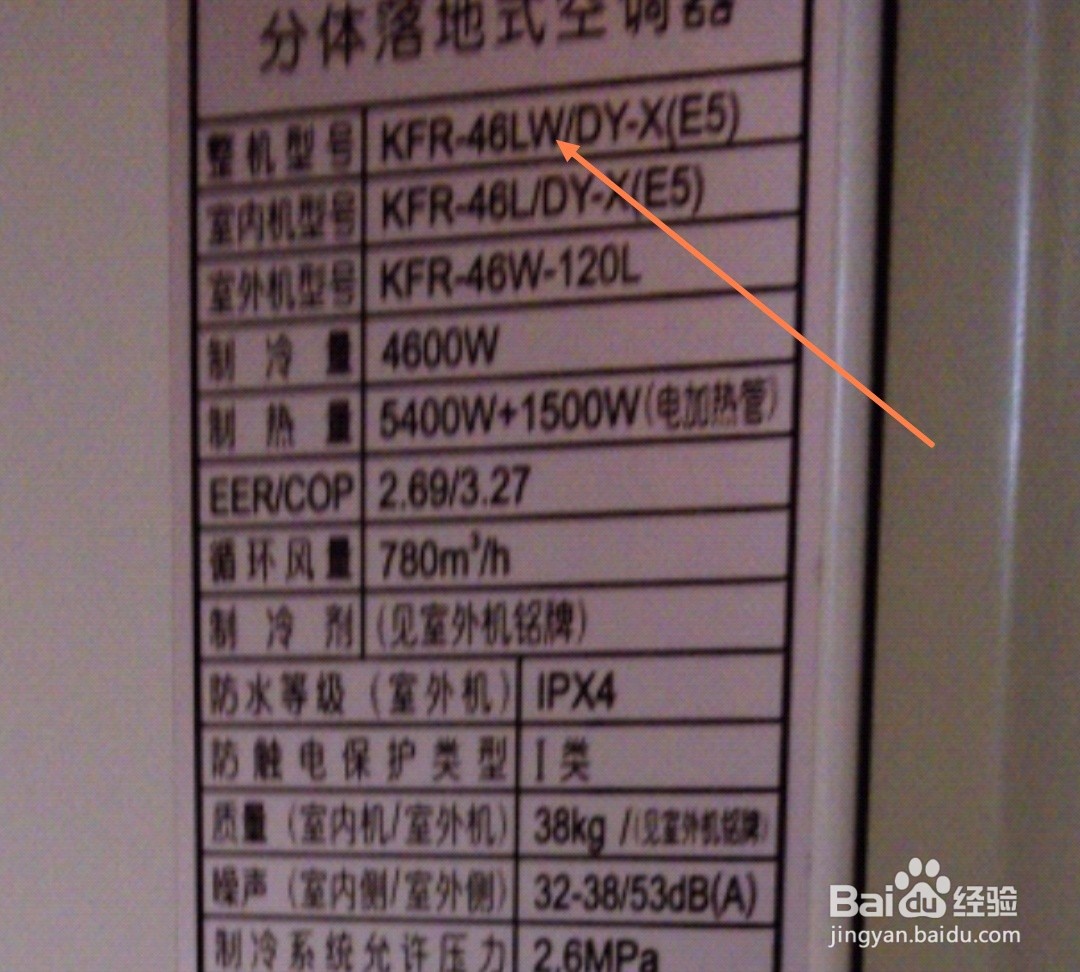 分体落地式空调器
整机型号 KFR-46LW/DY-X(E5)
室内机型号 KFR-46L/DY-X(E5)
室外机型号 KFR-46W-120L
制冷量 4600W
制热量 5400W+1500W(电加热管)
EER/COP 2.69/3.27
循环风量 780m³/h
制冷剂 (见室外机铭牌)
防水等级(室外机) IPX4
防触电保护类型 I类
质量(室内机/室外机) 38kg /(见室外机铭牌)
噪声(室内侧/室外侧) 32-38/53dB(A)
制冷系统允许压力 2.6MPa
Baidu经验
jingyan.baidu.com